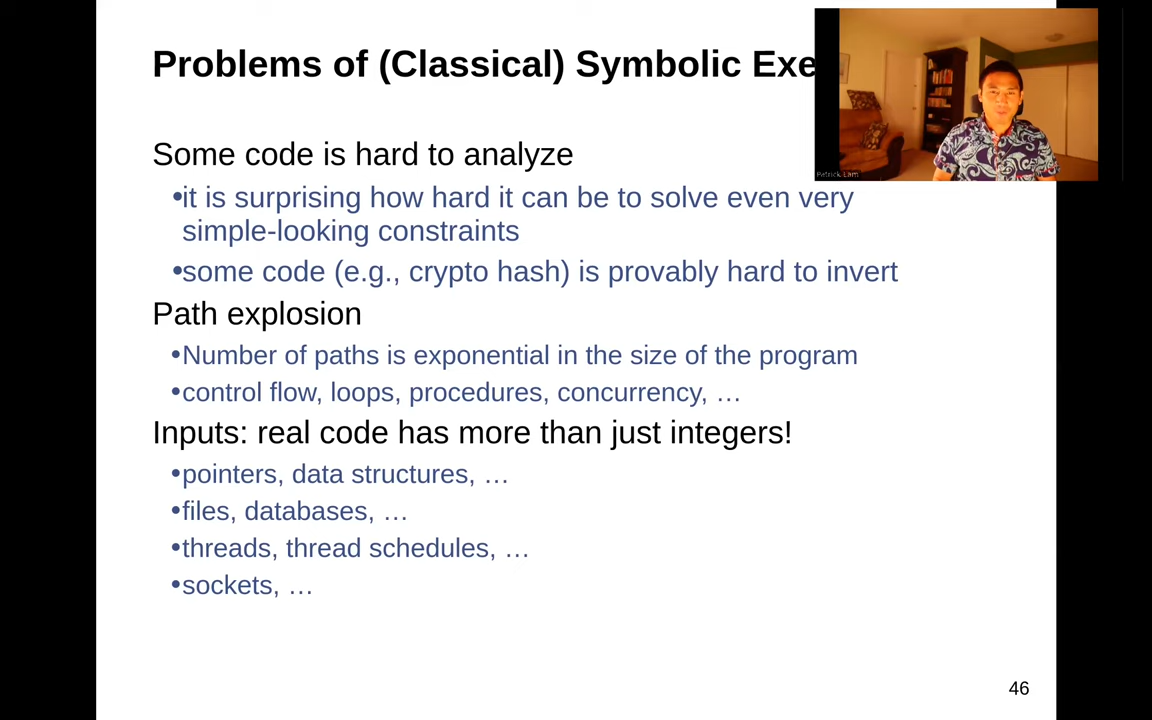 Problems of (Classical) Symbolic Exe
Some code is hard to analyze
•it is surprising how hard it can be to solve even very
simple-looking constraints
•some code (e.g., crypto hash) is provably hard to invert
Path explosion
•Number of paths is exponential in the size of the program
•control flow, loops, procedures, concurrency, …
Inputs: real code has more than just integers!
•pointers, data structures, …
•files, databases, …
•threads, thread schedules, …
•sockets, …
46
Patrick Lam